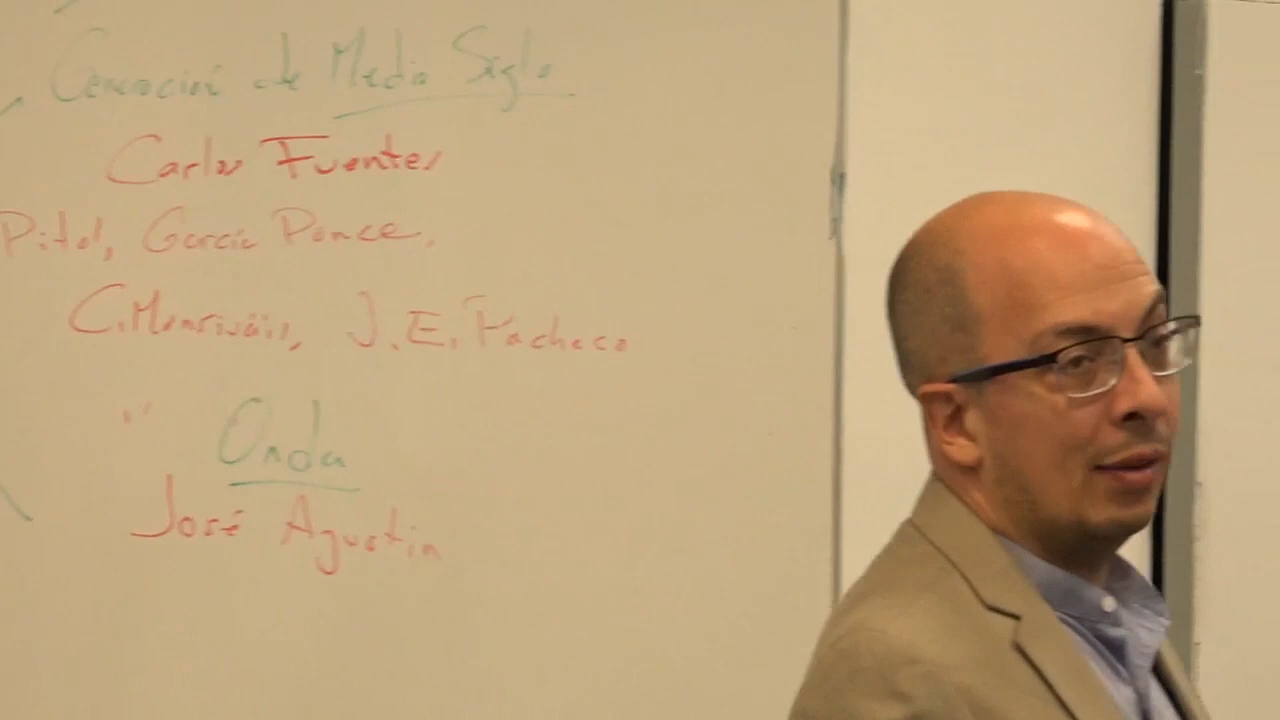 Generación de Medio Siglo
Carlos Fuentes
Pitol, García Ponce,
C. Monsiváis, J. E. Pacheco
Onda
José Agustín